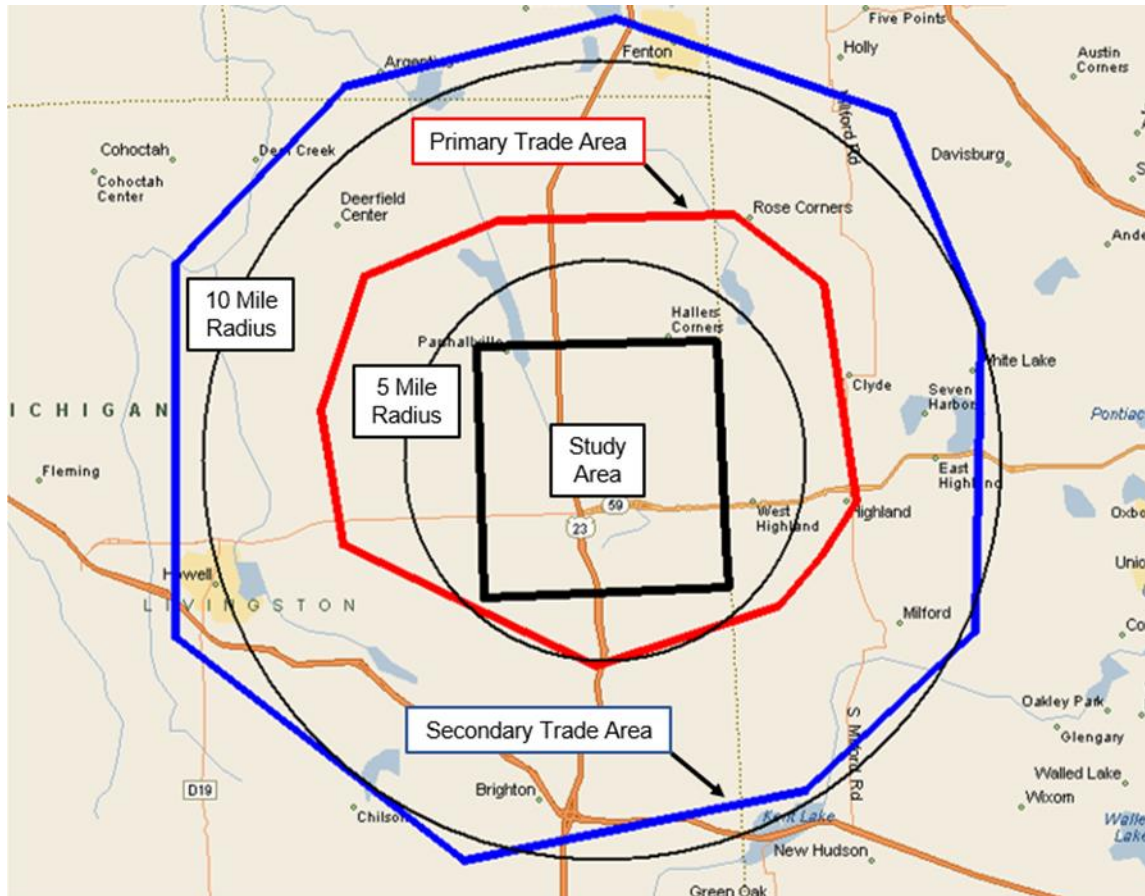 Five Points
Fenton
Holly
Austin
Corners
Milford Rd
Primary Trade Area
Cohoctah
Deer Creek
Davisburg
Cohoctah
Center
Deerfield
Center
Rose Corners
10 Mile
Radius
Hallers
Corners
White Lake
5 Mile
Radius
Clyde
Seven
Harbor
ICHIGAN
Pontiac
Study
Area
Fleming
East
Highland
59
West
Highland
Highland
23
Howell
LIVINGSTON
Milford
Oakley Park
Glengary
Secondary Trade Area
S Milford Rd
Walled Lake
D19
Brighton
Wixom
Chilson
Kent Lake
New Hudson
Green Oak